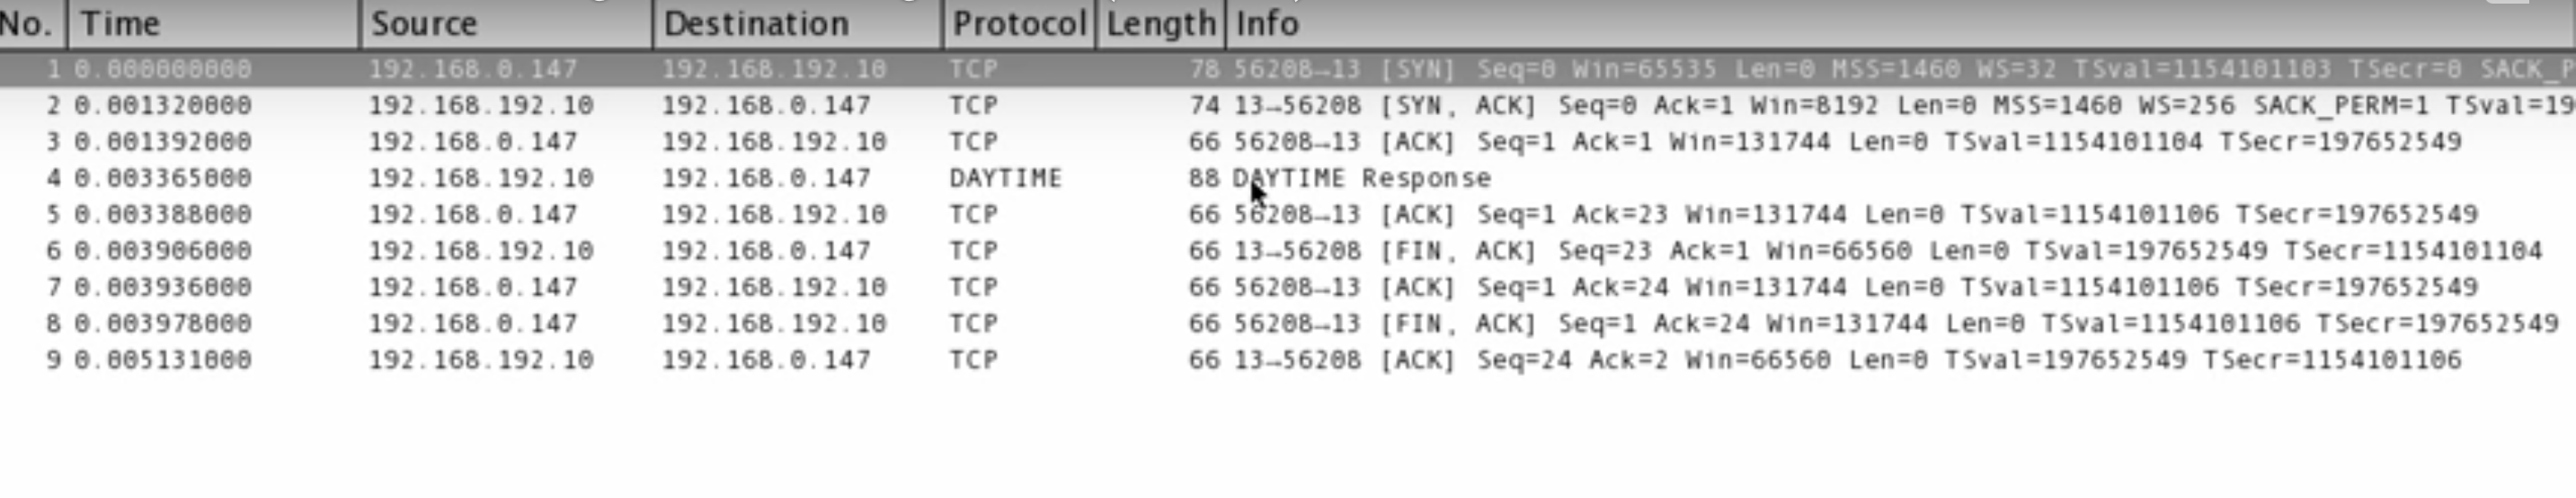 No. Time Source Destination Protocol Length Info
1 0.000000000 192.168.0.147 192.168.192.10 TCP 78 56208→13 [SYN] Seq=0 Win=65535 Len=0 MSS=1460 WS=32 TSval=1154101103 TSecr=0 SACK_P
2 0.001320000 192.168.192.10 192.168.0.147 TCP 74 13→56208 [SYN, ACK] Seq=0 Ack=1 Win=8192 Len=0 MSS=1460 WS=256 SACK_PERM=1 TSval=19
3 0.001392000 192.168.0.147 192.168.192.10 TCP 66 56208→13 [ACK] Seq=1 Ack=1 Win=131744 Len=0 TSval=1154101104 TSecr=197652549
4 0.003365000 192.168.192.10 192.168.0.147 DAYTIME 88 DAYTIME Response
5 0.003388000 192.168.0.147 192.168.192.10 TCP 66 56208→13 [ACK] Seq=1 Ack=23 Win=131744 Len=0 TSval=1154101106 TSecr=197652549
6 0.003906000 192.168.192.10 192.168.0.147 TCP 66 13→56208 [FIN, ACK] Seq=23 Ack=1 Win=66560 Len=0 TSval=197652549 TSecr=1154101104
7 0.003936000 192.168.0.147 192.168.192.10 TCP 66 56208→13 [ACK] Seq=1 Ack=24 Win=131744 Len=0 TSval=1154101106 TSecr=197652549
8 0.003978000 192.168.0.147 192.168.192.10 TCP 66 56208→13 [FIN, ACK] Seq=1 Ack=24 Win=131744 Len=0 TSval=1154101106 TSecr=197652549
9 0.005131000 192.168.192.10 192.168.0.147 TCP 66 13→56208 [ACK] Seq=24 Ack=2 Win=66560 Len=0 TSval=197652549 TSecr=1154101106